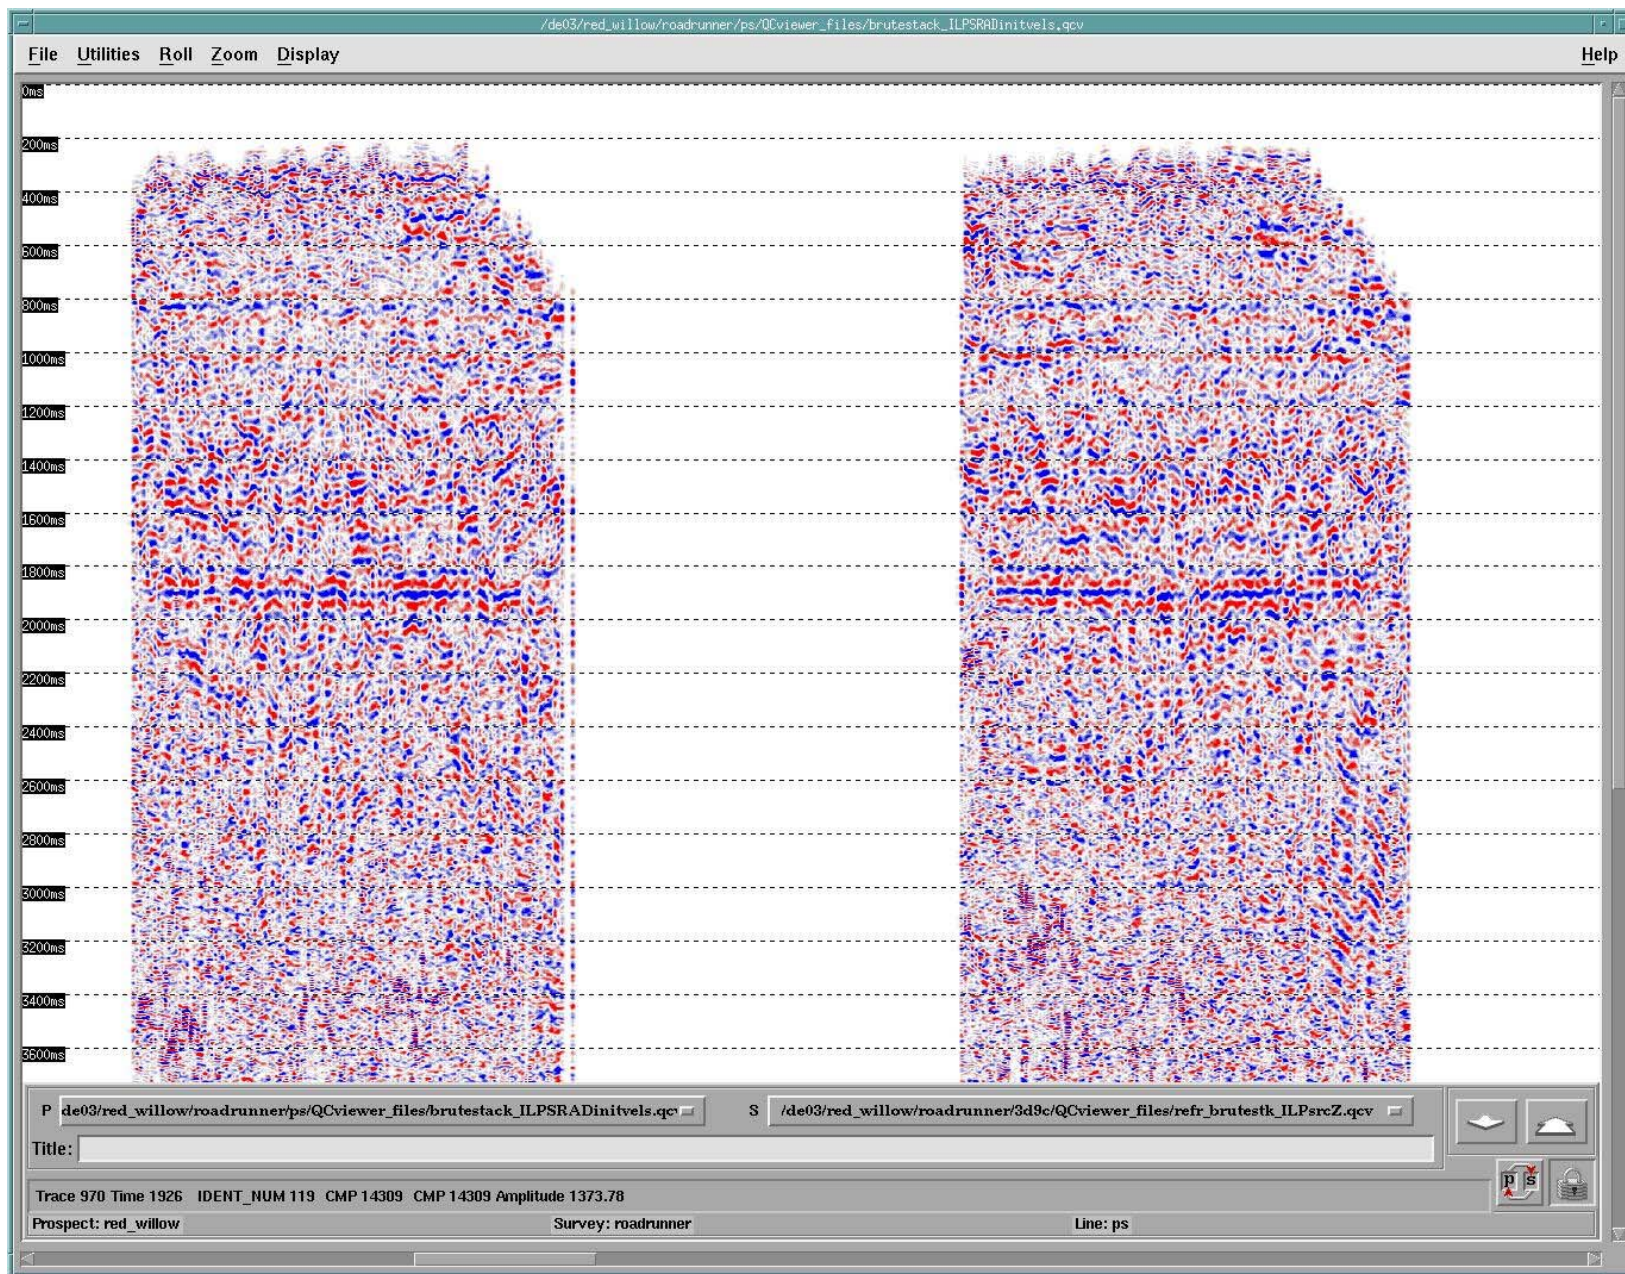 /de03/red_willow/roadrunner/ps/QCviewer_files/brutestack_ILPSRADinitvels.qcv
File Utilities Roll Zoom Display Help
0ms
200ms
400ms
600ms
800ms
1000ms
1200ms
1400ms
1600ms
1800ms
2000ms
2200ms
2400ms
2600ms
2800ms
3000ms
3200ms
3400ms
3600ms
P de03/red_willow/roadrunner/ps/QCviewer_files/brutestack_ILPSRADinitvels.qcv S /de03/red_willow/roadrunner/3d9c/QCviewer_files/refr_brutestk_ILPsrcZ.qcv
Title:
p s
Trace 970 Time 1926 IDENT_NUM 119 CMP 14309 CMP 14309 Amplitude 1373.78
Prospect: red_willow Survey: roadrunner Line: ps